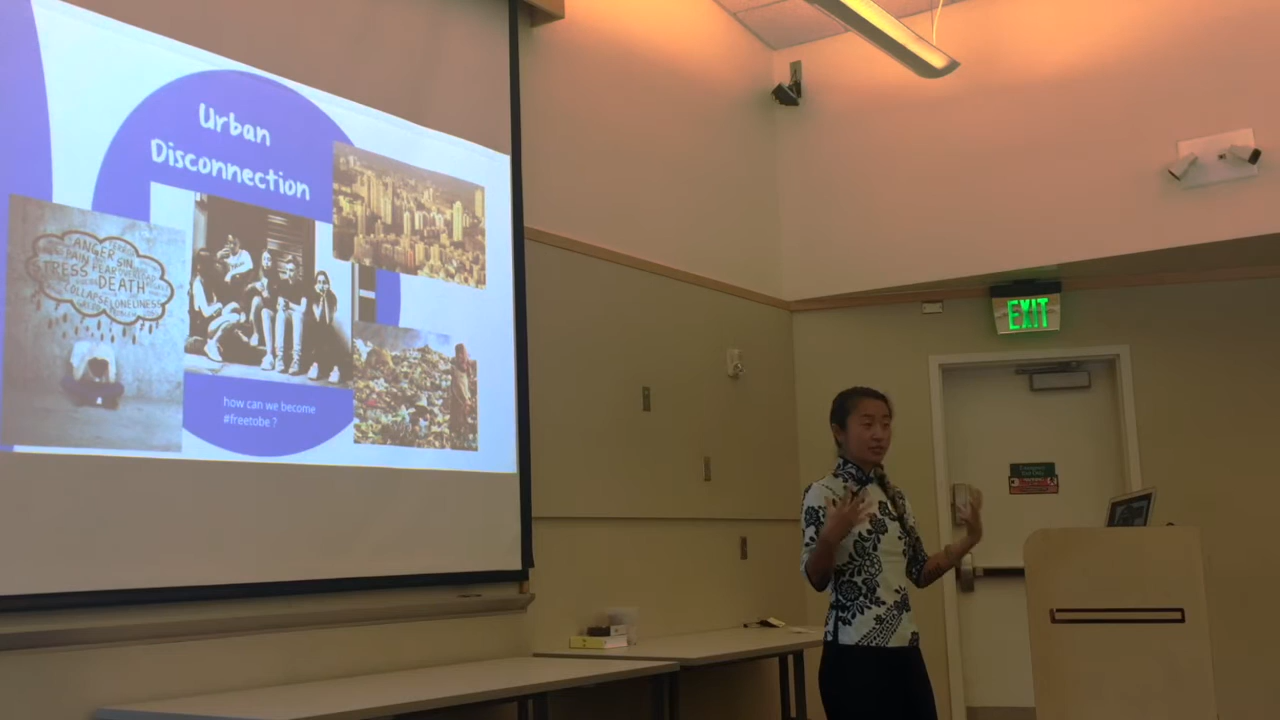 Urban
Disconnection
ANGER
PAIN
SIN
STRESS FEAR
DEATH
COLLAPSE LONELINESS
how can we become
#freetobe ?
EXIT